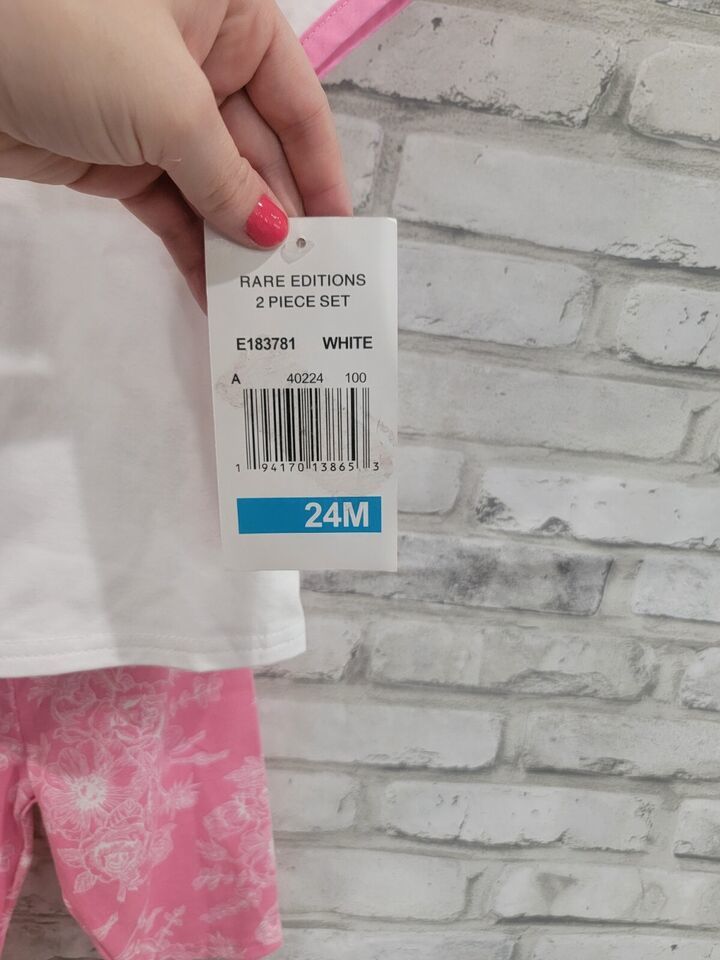 RARE EDITIONS
2 PIECE SET
E183781 WHITE
A 40224 100
1 94170 13865 3
24M